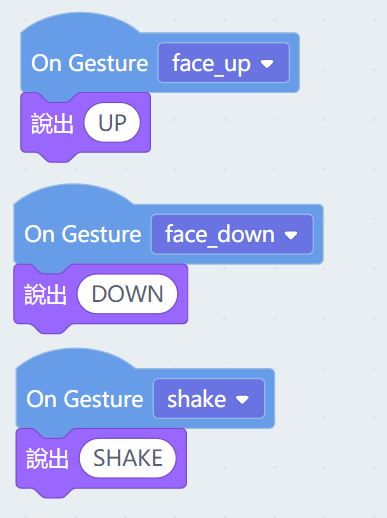 On Gesture face_up
說出 UP
On Gesture face_down
說出 DOWN
On Gesture shake
說出 SHAKE